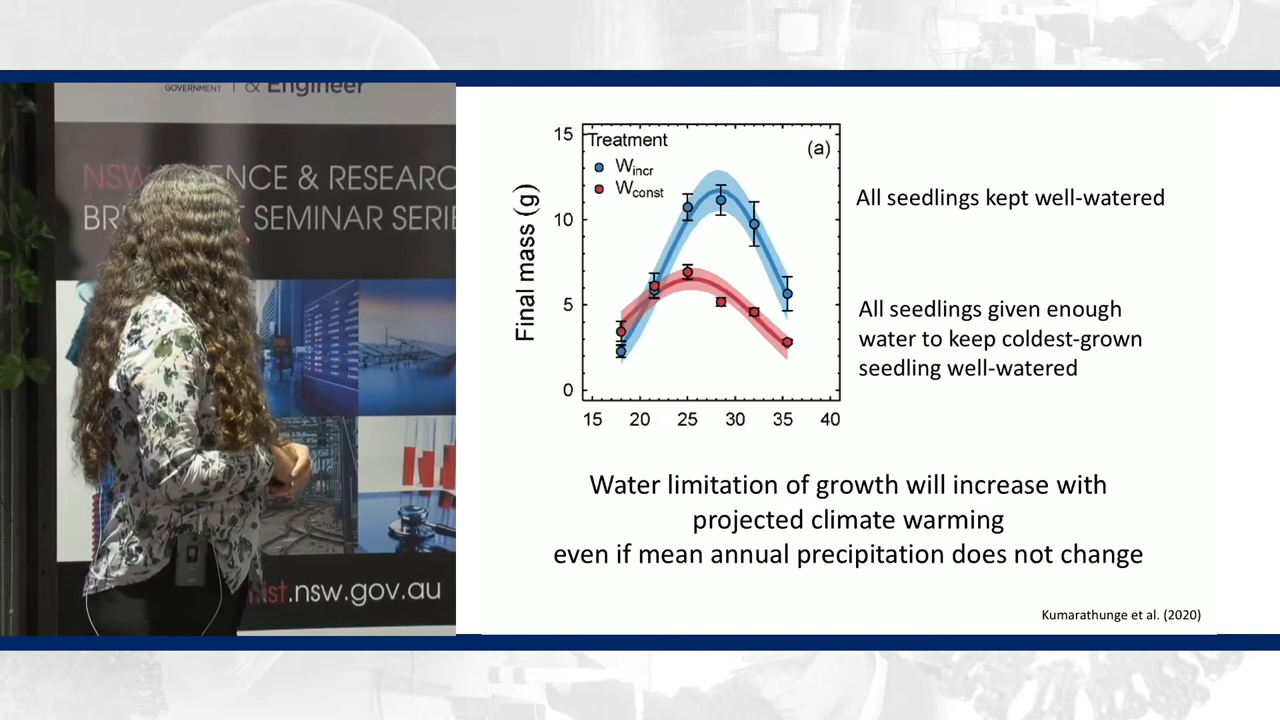 GOVERNMENT & Engineer
NSW SCIENCE & RESEARC
BR SEMINAR SERIE
.nsw.gov.au
15
10
5
0
Final mass (g)
Treatment
Wincr
Wconst
(a)
15 20 25 30 35 40
All seedlings kept well-watered
All seedlings given enough
water to keep coldest-grown
seedling well-watered
Water limitation of growth will increase with
projected climate warming
even if mean annual precipitation does not change
Kumarathunge et al. (2020)